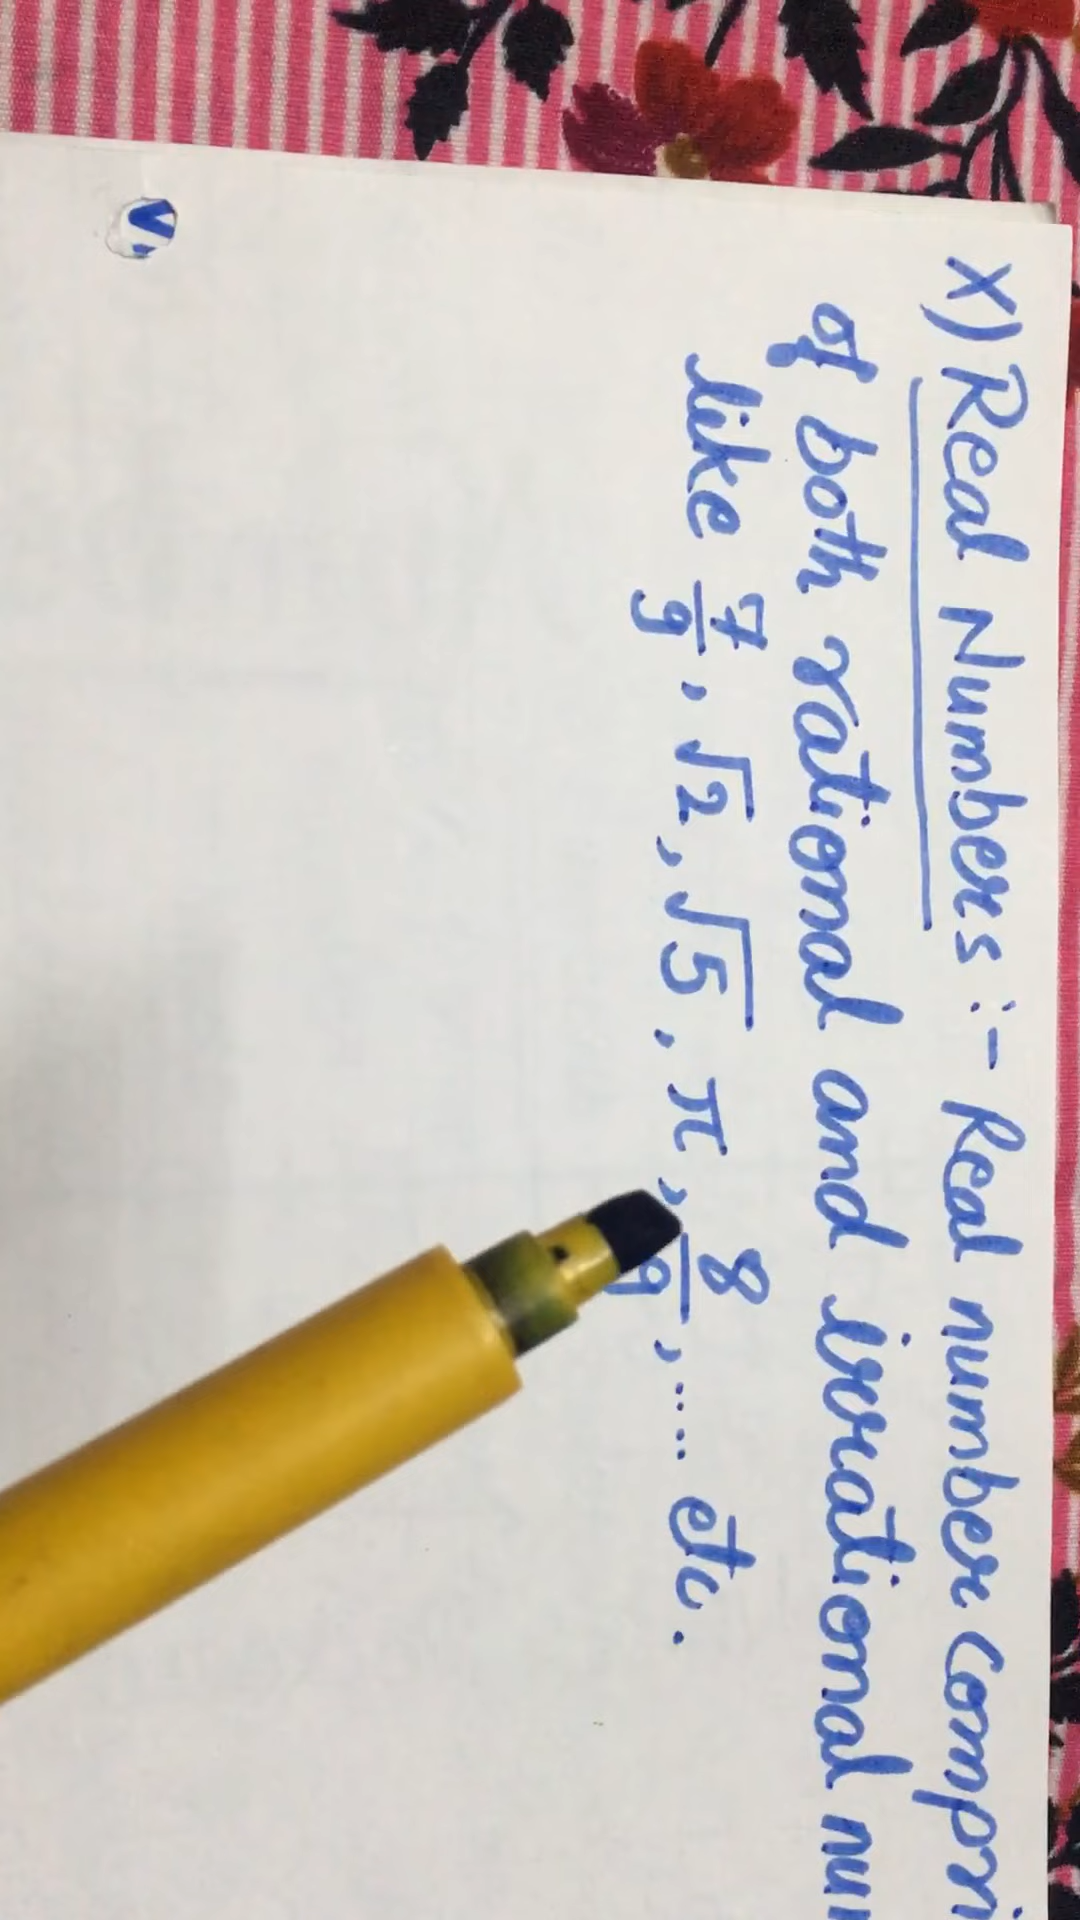 X) Real Numbers :- Real number compri
of both rational and irrational nu
like 7/9, √2, √5, π, 8/9, .... etc.
V.